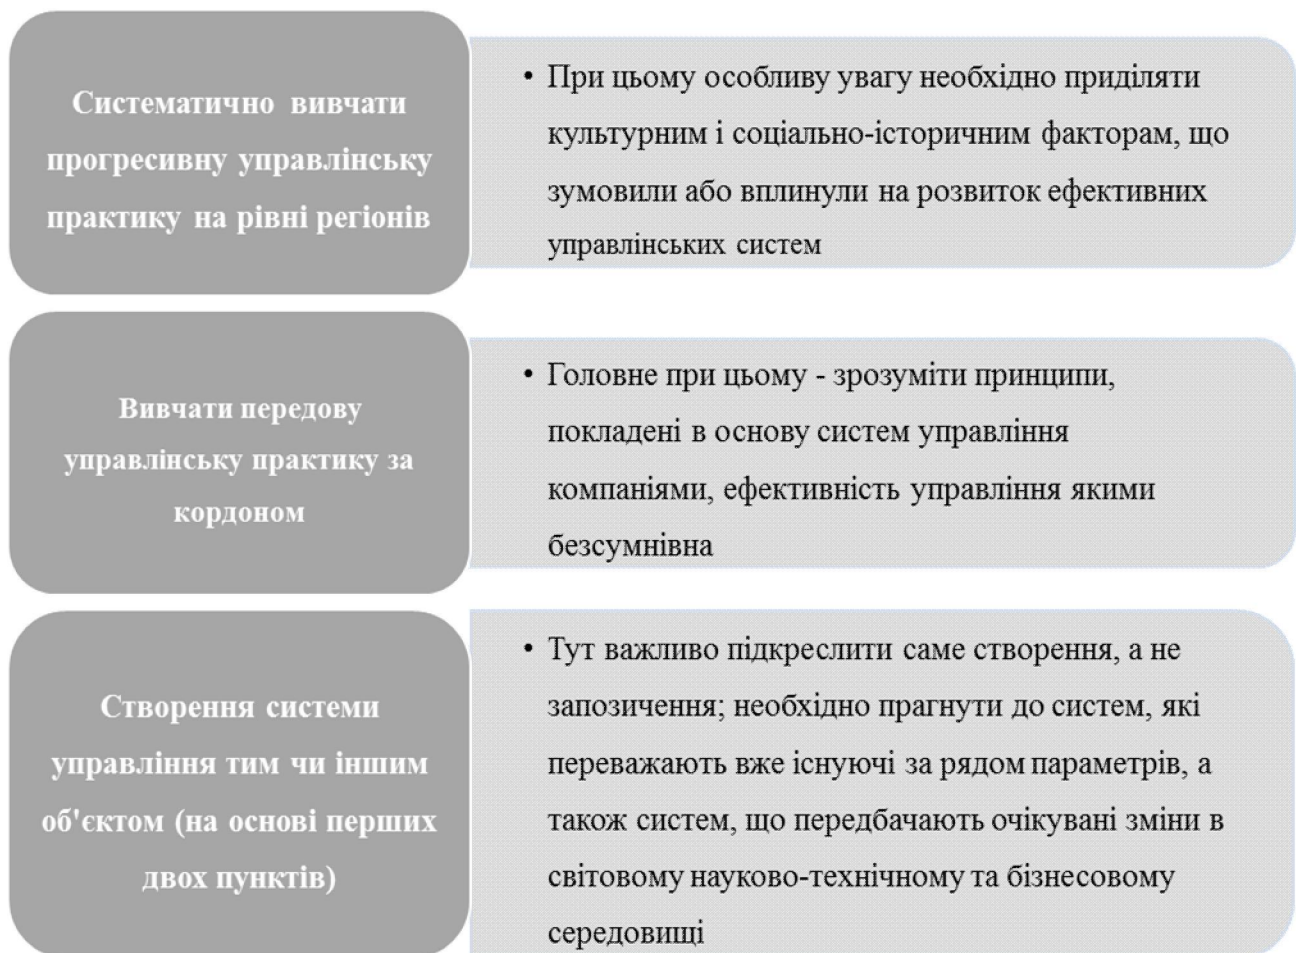 Систематично вивчати
прогресивну управлінську
практику на рівні регіонів
• При цьому особливу увагу необхідно приділяти
культурним і соціально-історичним факторам, що
зумовили або вплинули на розвиток ефективних
управлінських систем
Вивчати передову
управлінську практику за
кордоном
• Головне при цьому - зрозуміти принципи,
покладені в основу систем управління
компаніями, ефективність управління якими
безсумнівна
Створення системи
управління тим чи іншим
об'єктом (на основі перших
двох пунктів)
• Тут важливо підкреслити саме створення, а не
запозичення; необхідно прагнути до систем, які
переважають вже існуючі за рядом параметрів, а
також систем, що передбачають очікувані зміни в
світовому науково-технічному та бізнесовому
середовищі